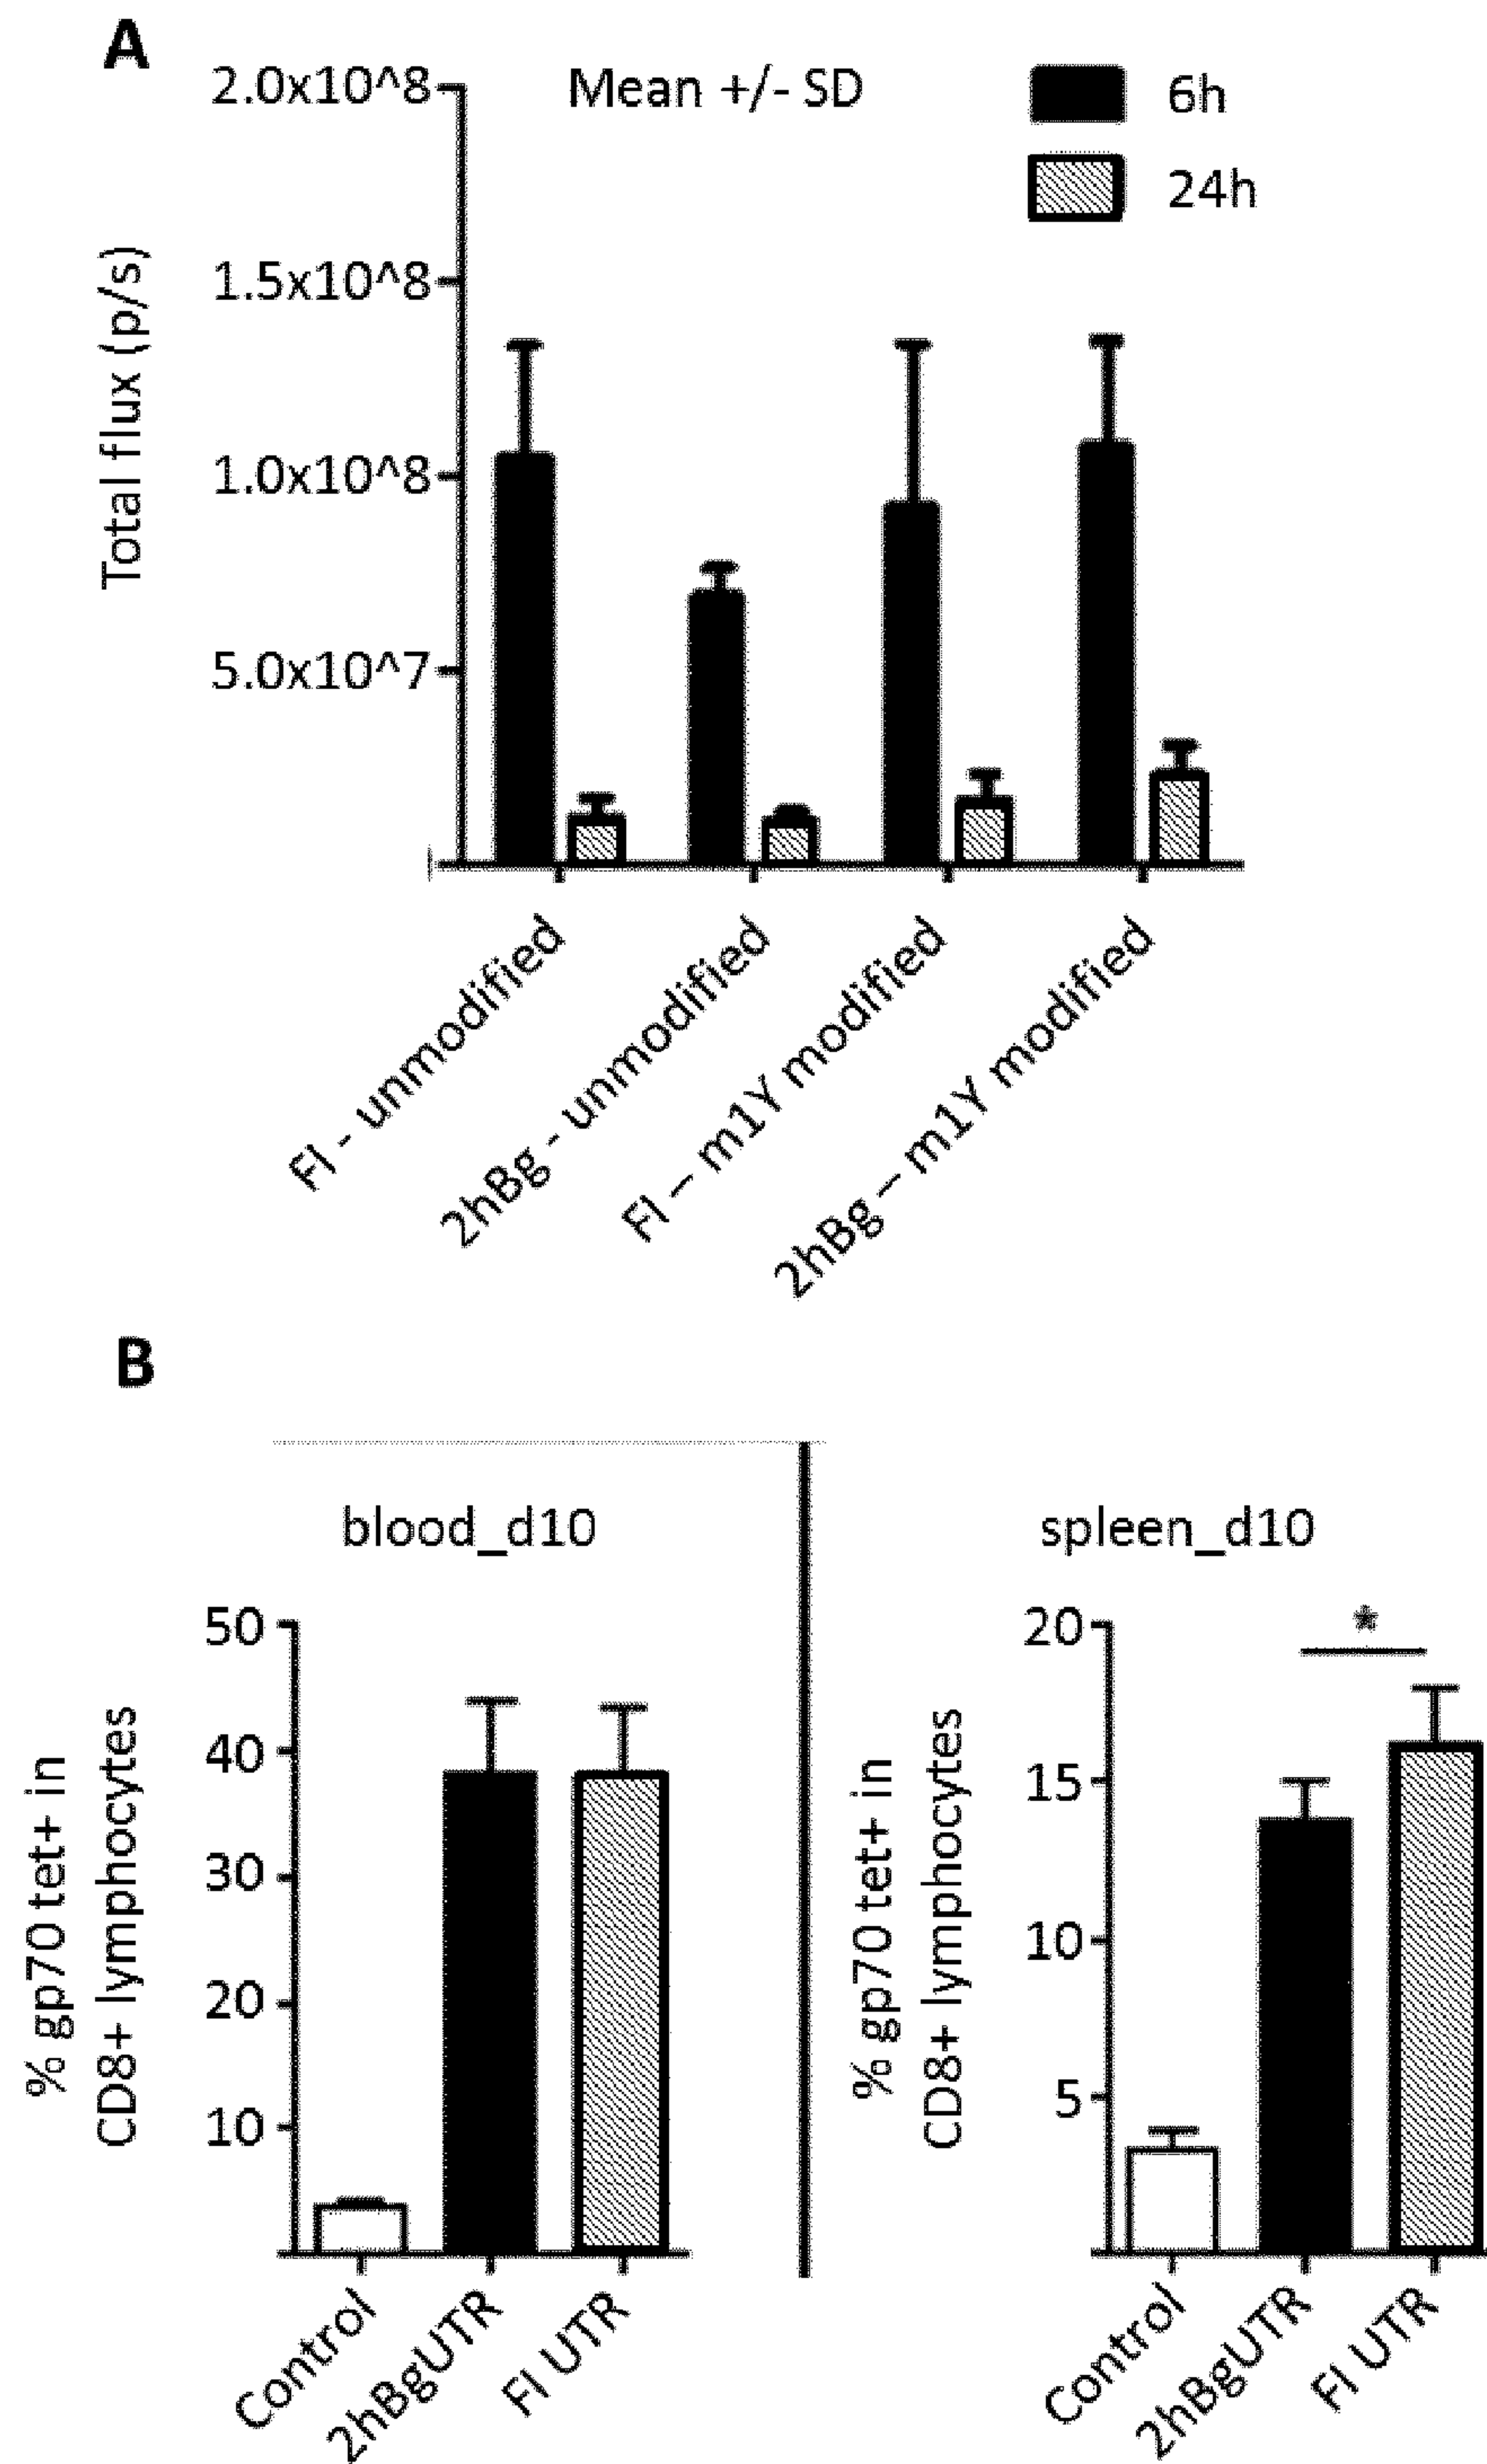 A
Mean +/- SD
6h
24h
Total flux (p/s)
2.0x10^8
1.5x10^8
1.0x10^8
5.0x10^7
FI - unmodified
2hBg - unmodified
FI – m1Y modified
2hBg – m1Y modified
B
blood_d10
% gp70 tet+ in
CD8+ lymphocytes
50
40
30
20
10
Control
2hBgUTR
FI UTR
spleen_d10
% gp70 tet+ in
CD8+ lymphocytes
20
15
10
5
*
Control
2hBgUTR
FI UTR